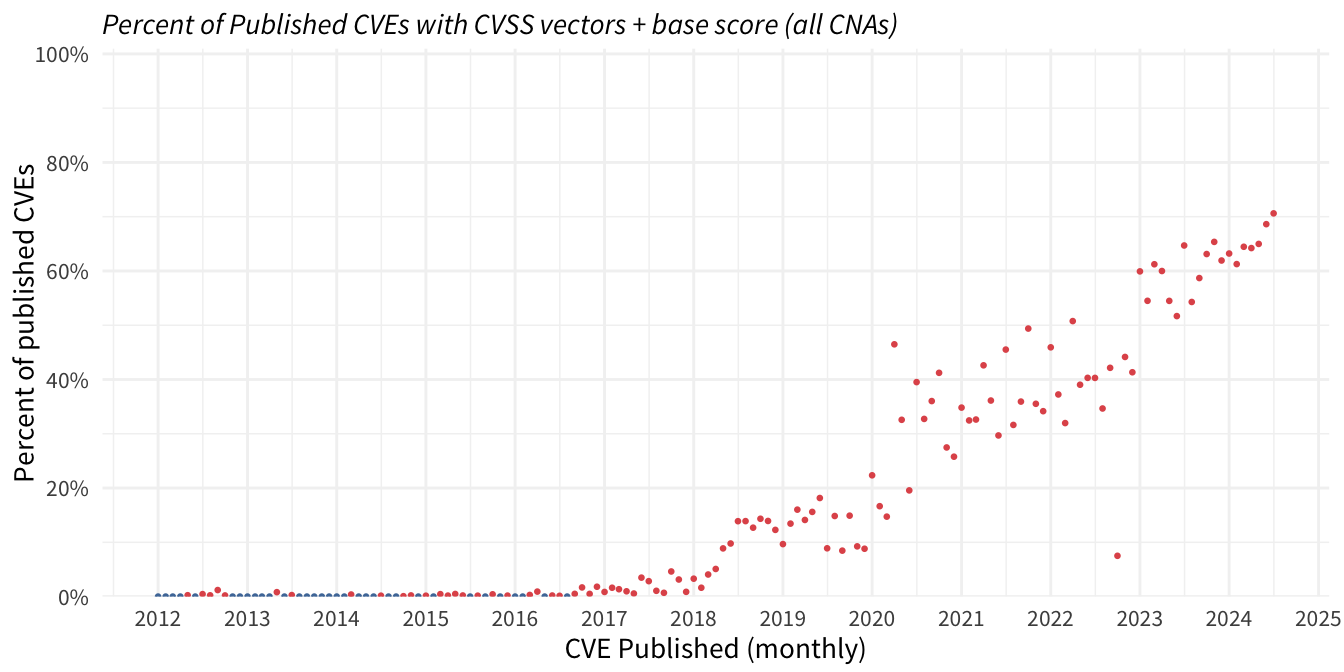 Percent of Published CVEs with CVSS vectors + base score (all CNAs)
100%
80%
60%
40%
20%
0%
Percent of published CVEs
2012 2013 2014 2015 2016 2017 2018 2019 2020 2021 2022 2023 2024 2025
CVE Published (monthly)